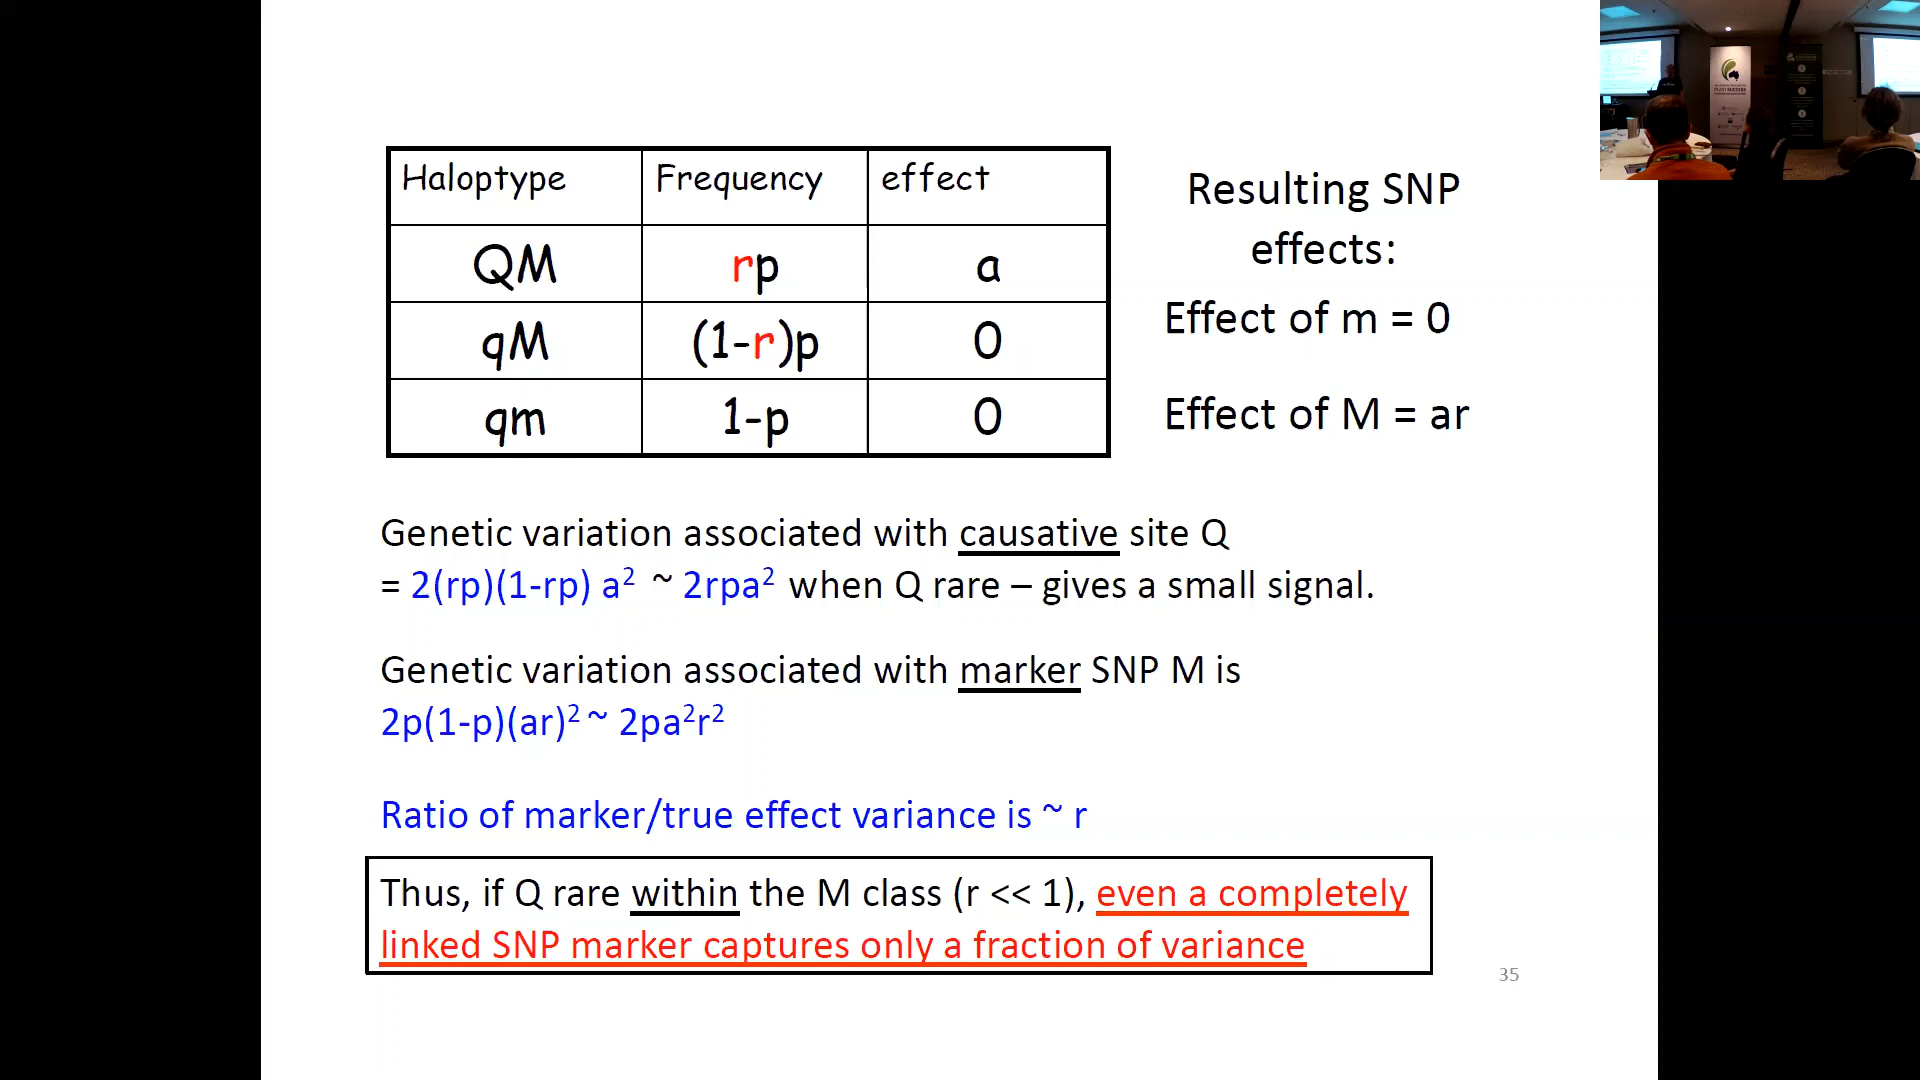 Haloptype Frequency effect
QM rp a
qM (1-r)p 0
qm 1-p 0
Resulting SNP
effects:
Effect of m = 0
Effect of M = ar
Genetic variation associated with causative site Q
= 2(rp)(1-rp) a² ~ 2rpa² when Q rare – gives a small signal.
Genetic variation associated with marker SNP M is
2p(1-p)(ar)² ~ 2pa²r²
Ratio of marker/true effect variance is ~ r
Thus, if Q rare within the M class (r << 1), even a completely
linked SNP marker captures only a fraction of variance
35
PLANT SUCCESS